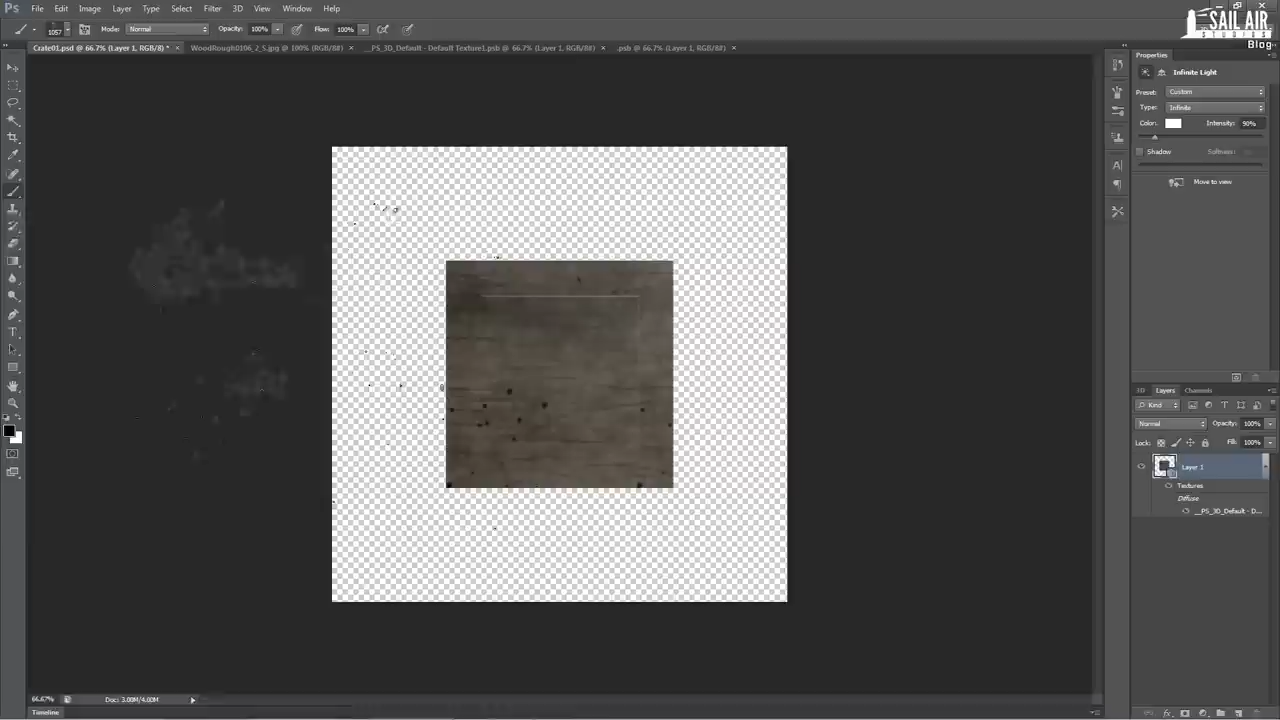 Ps File Edit Image Layer Type Select Filter 3D View Window Help
1057 Mode: Normal Opacity: 100% Flow: 100%
SAIL AIR
STUDIOS
Blog
Crate01.psd @ 66.7% (Layer 1, RGB/8) * × WoodRough0106_2_S.jpg @ 100% (RGB/8#) × __PS_3D_Default - Default Texture1.psb @ 66.7% (Layer 1, RGB/8#) × .psb @ 66.7% (Layer 1, RGB/8#) ×
Properties
Infinite Light
Preset: Custom
Type: Infinite
Color: Intensity: 90%
Shadow Softness:
Move to view
3D Layers Channels
Kind
Normal Opacity: 100%
Lock: Fill: 100%
Layer 1
Textures
Diffuse
__PS_3D_Default - D...
66.67% Doc: 3.00M/4.00M
Timeline